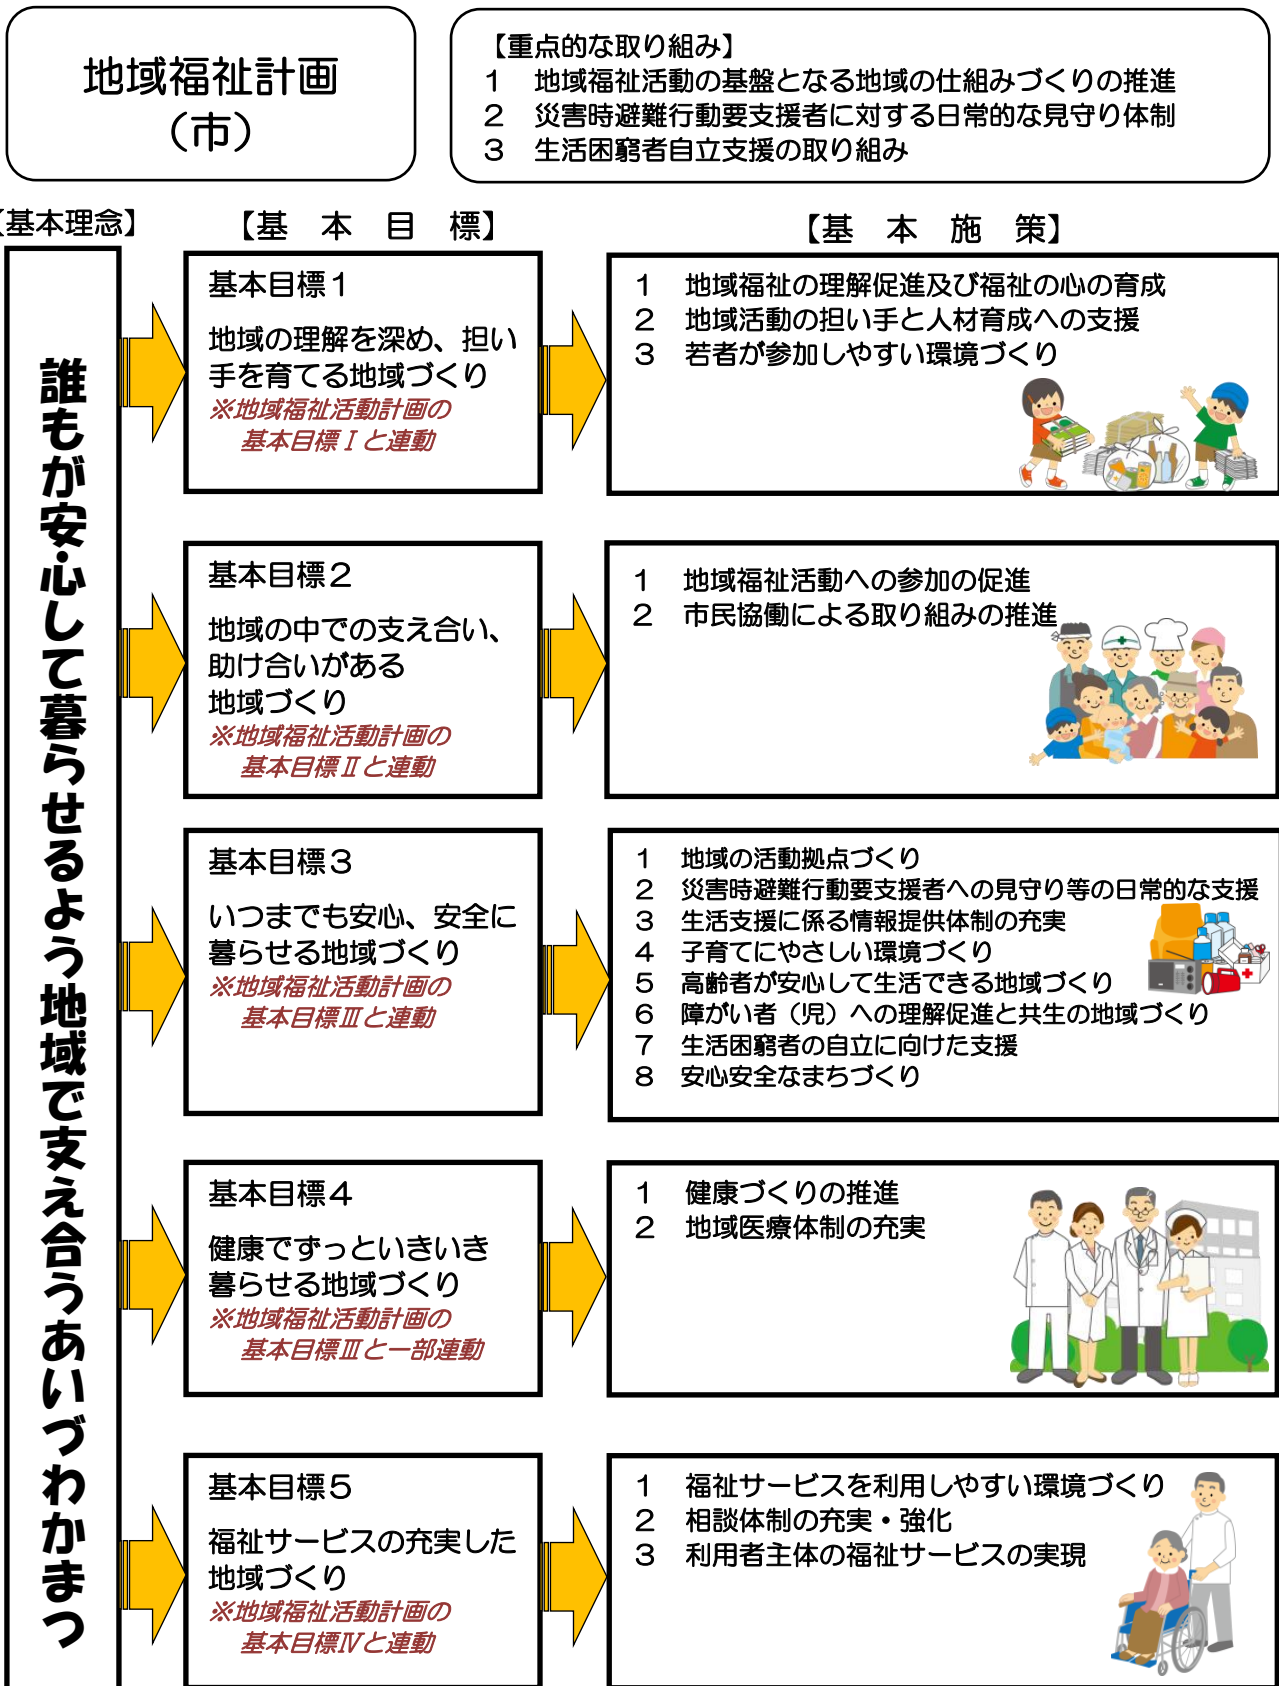 地域福祉計画
（市）
【重点的な取り組み】
1 地域福祉活動の基盤となる地域の仕組みづくりの推進
2 災害時避難行動要支援者に対する日常的な見守り体制
3 生活困窮者自立支援の取り組み
【基本理念】
【基 本 目 標】
【基 本 施 策】
誰もが安心して暮らせるよう地域で支え合うあいづわかまつ
基本目標1
地域の理解を深め、担い
手を育てる地域づくり
※地域福祉活動計画の
基本目標Ⅰと連動
1 地域福祉の理解促進及び福祉の心の育成
2 地域活動の担い手と人材育成への支援
3 若者が参加しやすい環境づくり
基本目標2
地域の中での支え合い、
助け合いがある
地域づくり
※地域福祉活動計画の
基本目標Ⅱと連動
1 地域福祉活動への参加の促進
2 市民協働による取り組みの推進
基本目標3
いつまでも安心、安全に
暮らせる地域づくり
※地域福祉活動計画の
基本目標Ⅲと連動
1 地域の活動拠点づくり
2 災害時避難行動要支援者への見守り等の日常的な支援
3 生活支援に係る情報提供体制の充実
4 子育てにやさしい環境づくり
5 高齢者が安心して生活できる地域づくり
6 障がい者（児）への理解促進と共生の地域づくり
7 生活困窮者の自立に向けた支援
8 安心安全なまちづくり
基本目標4
健康でずっといきいき
暮らせる地域づくり
※地域福祉活動計画の
基本目標Ⅲと一部連動
1 健康づくりの推進
2 地域医療体制の充実
基本目標5
福祉サービスの充実した
地域づくり
※地域福祉活動計画の
基本目標Ⅳと連動
1 福祉サービスを利用しやすい環境づくり
2 相談体制の充実・強化
3 利用者主体の福祉サービスの実現